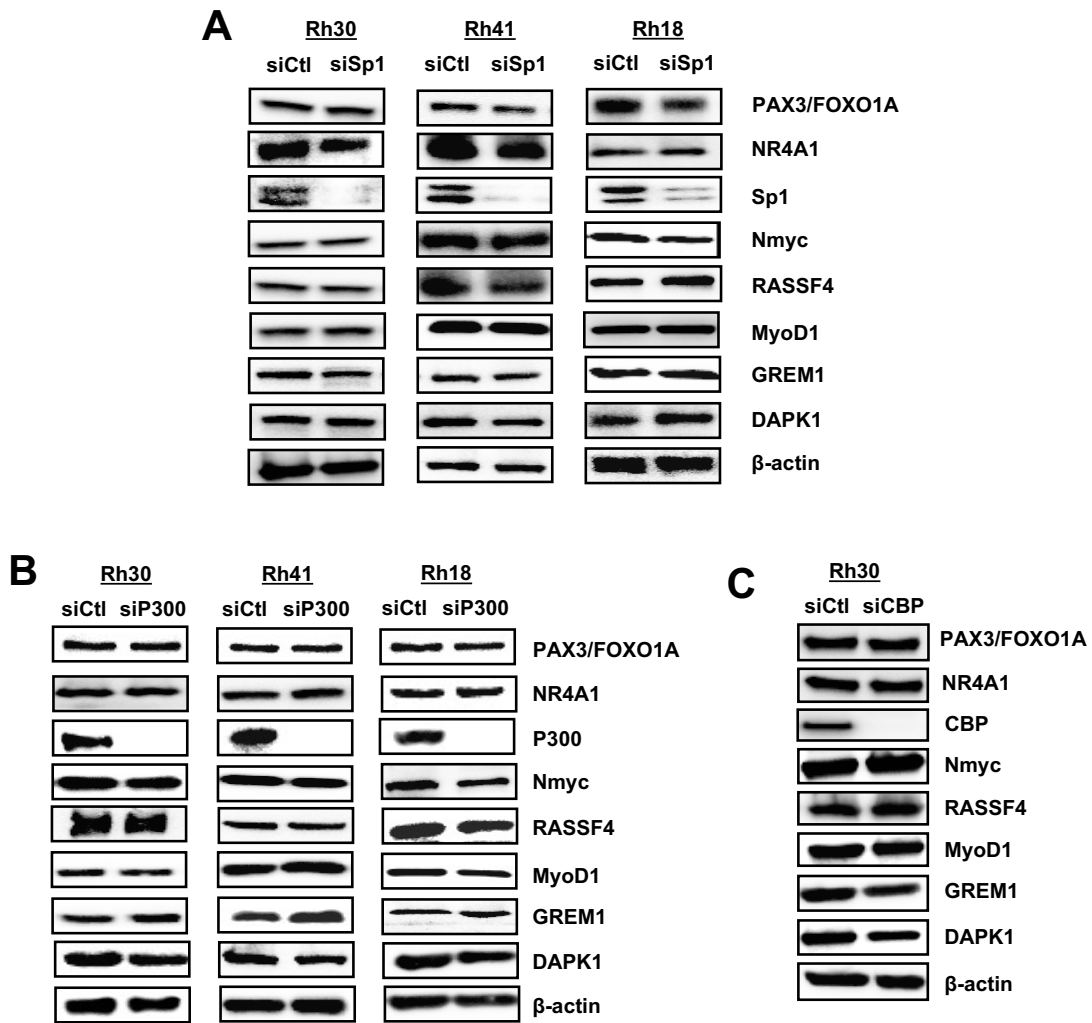 A
Rh30 Rh41 Rh18
siCtl siSp1 siCtl siSp1 siCtl siSp1
PAX3/FOXO1A
NR4A1
Sp1
Nmyc
RASSF4
MyoD1
GREM1
DAPK1
β-actin
B
Rh30 Rh41 Rh18
siCtl siP300 siCtl siP300 siCtl siP300
PAX3/FOXO1A
NR4A1
P300
Nmyc
RASSF4
MyoD1
GREM1
DAPK1
β-actin
C
Rh30
siCtl siCBP
PAX3/FOXO1A
NR4A1
CBP
Nmyc
RASSF4
MyoD1
GREM1
DAPK1
β-actin